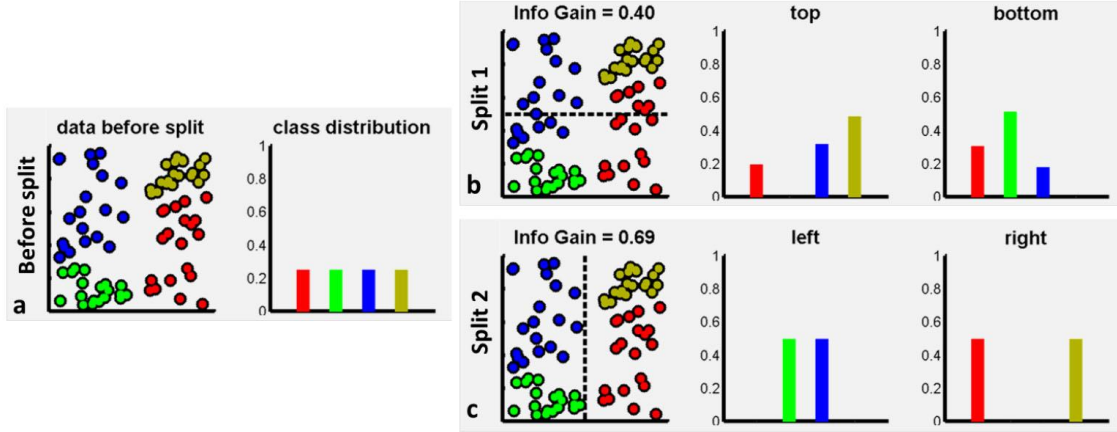 Before split
a
data before split
class distribution
1
0.8
0.6
0.4
0.2
0
Split 1
b
Info Gain = 0.40
top
1
0.8
0.6
0.4
0.2
0
bottom
1
0.8
0.6
0.4
0.2
0
Split 2
c
Info Gain = 0.69
left
1
0.8
0.6
0.4
0.2
0
right
1
0.8
0.6
0.4
0.2
0